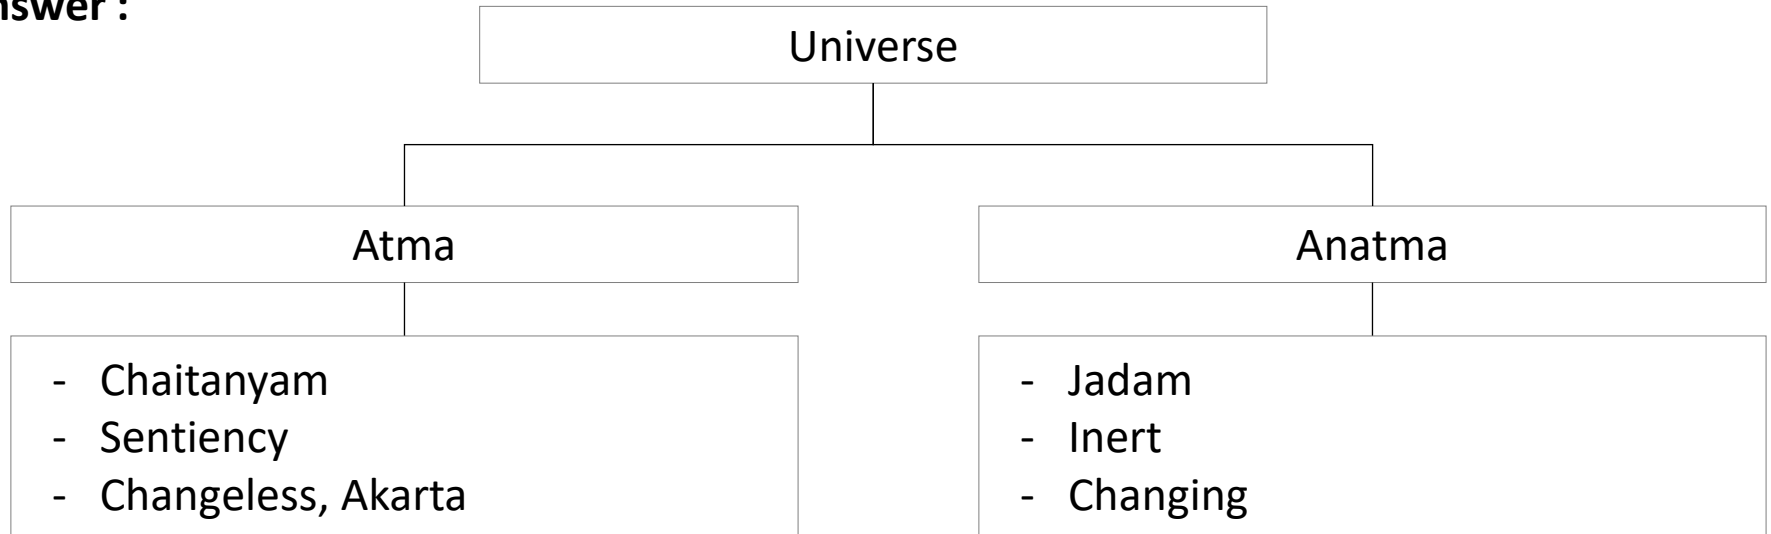 nswer :
Universe
Atma
Anatma
- Chaitanyam
- Sentiency
- Changeless, Akarta
- Jadam
- Inert
- Changing